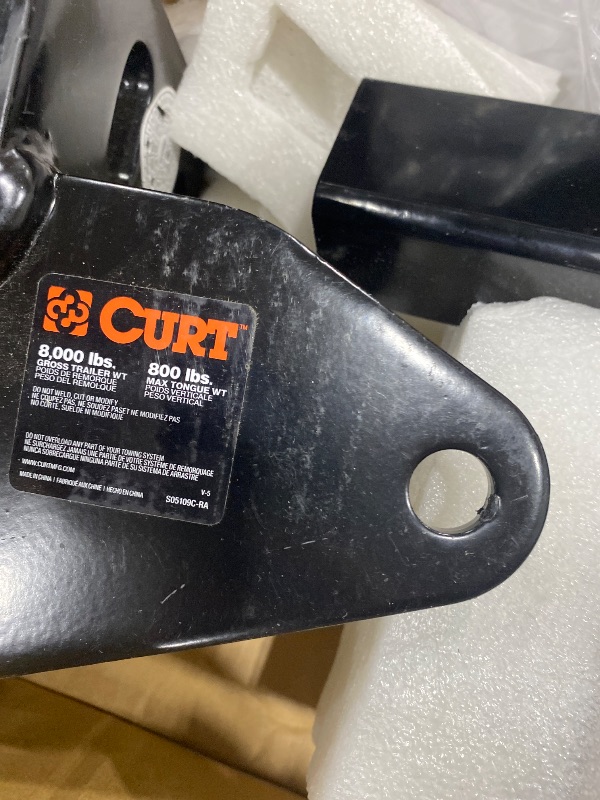 CURT™
8,000 lbs.
GROSS TRAILER WT
POIDS DE REMORQUE
PESO DEL REMOLQUE
800 lbs.
MAX TONGUE WT
POIDS VERTICALE
PESO VERTICAL
DO NOT WELD, CUT OR MODIFY
. NE COUPEZ PAS, NE SOUDEZ PASET NE MODIFIEZ PAS
NO CORTE, SUELDE NI MODIFIQUE
DO NOT OVERLOAD ANY PART OF YOUR TOWING SYSTEM
NE SURCHARGEZ JAMAIS UNE PARTIE DE VOTRE SYSTÈME DE REMORQUAGE
NUNCA SOBRECARGUE NINGUNA PARTE DE SU SISTEMA DE ARRASTRE
WWW.CURTMFG.COM
V-5
MADE IN CHINA | FABRIQUÉ AUX CHINE | HECHO EN CHINA
S05109C-RA